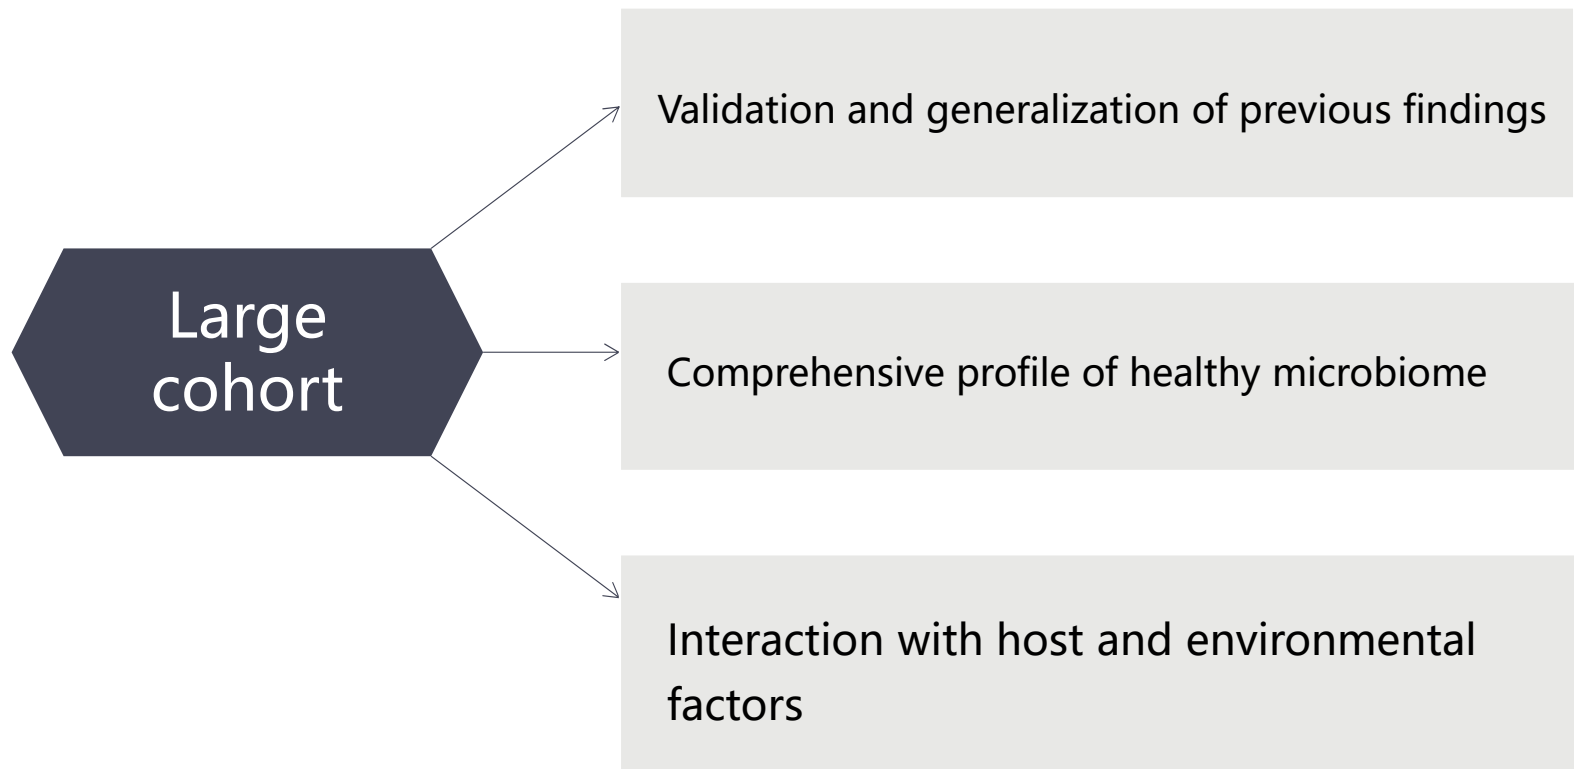 Large
cohort
Validation and generalization of previous findings
Comprehensive profile of healthy microbiome
Interaction with host and environmental
factors